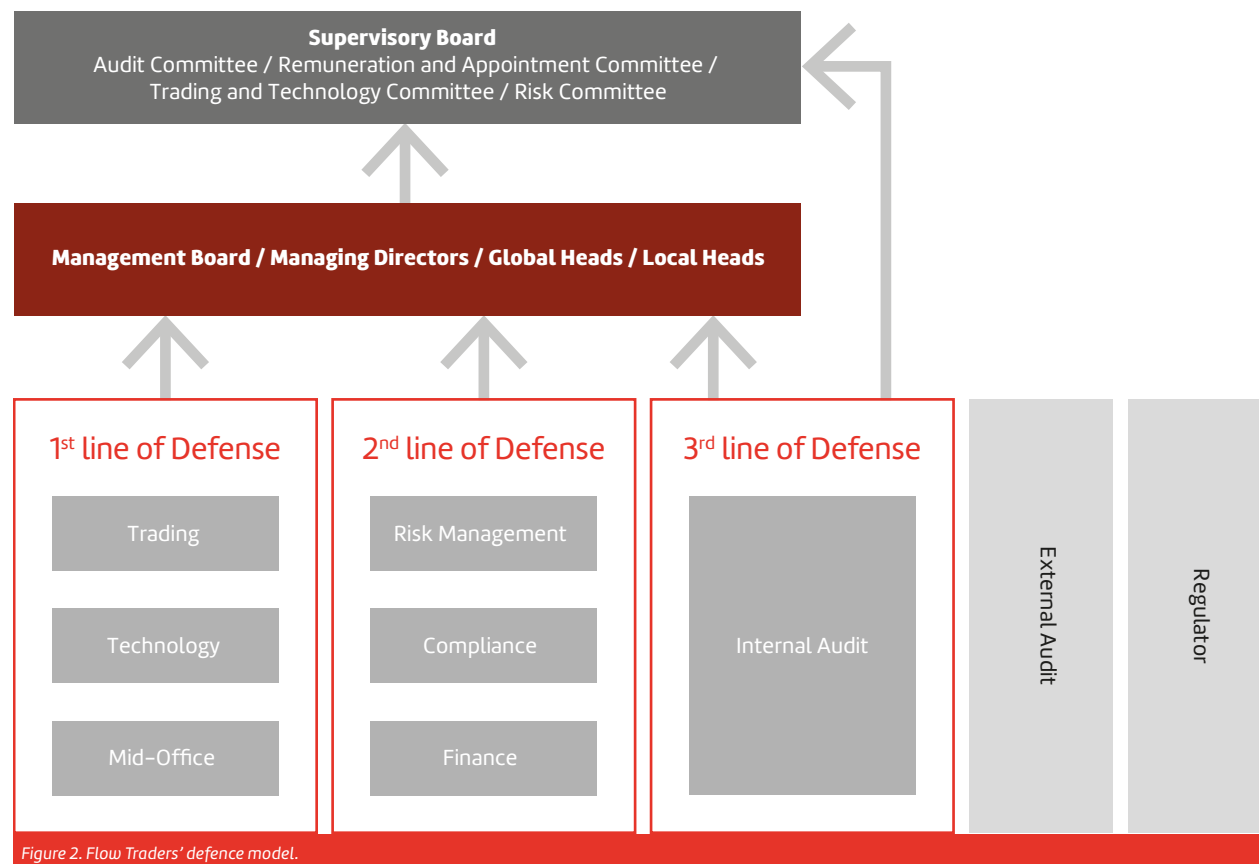 Supervisory Board
Audit Committee / Remuneration and Appointment Committee /
Trading and Technology Committee / Risk Committee
Management Board / Managing Directors / Global Heads / Local Heads
1st line of Defense
Trading
Technology
Mid-Office
2nd line of Defense
Risk Management
Compliance
Finance
3rd line of Defense
Internal Audit
External Audit
Regulator
Figure 2. Flow Traders' defence model.